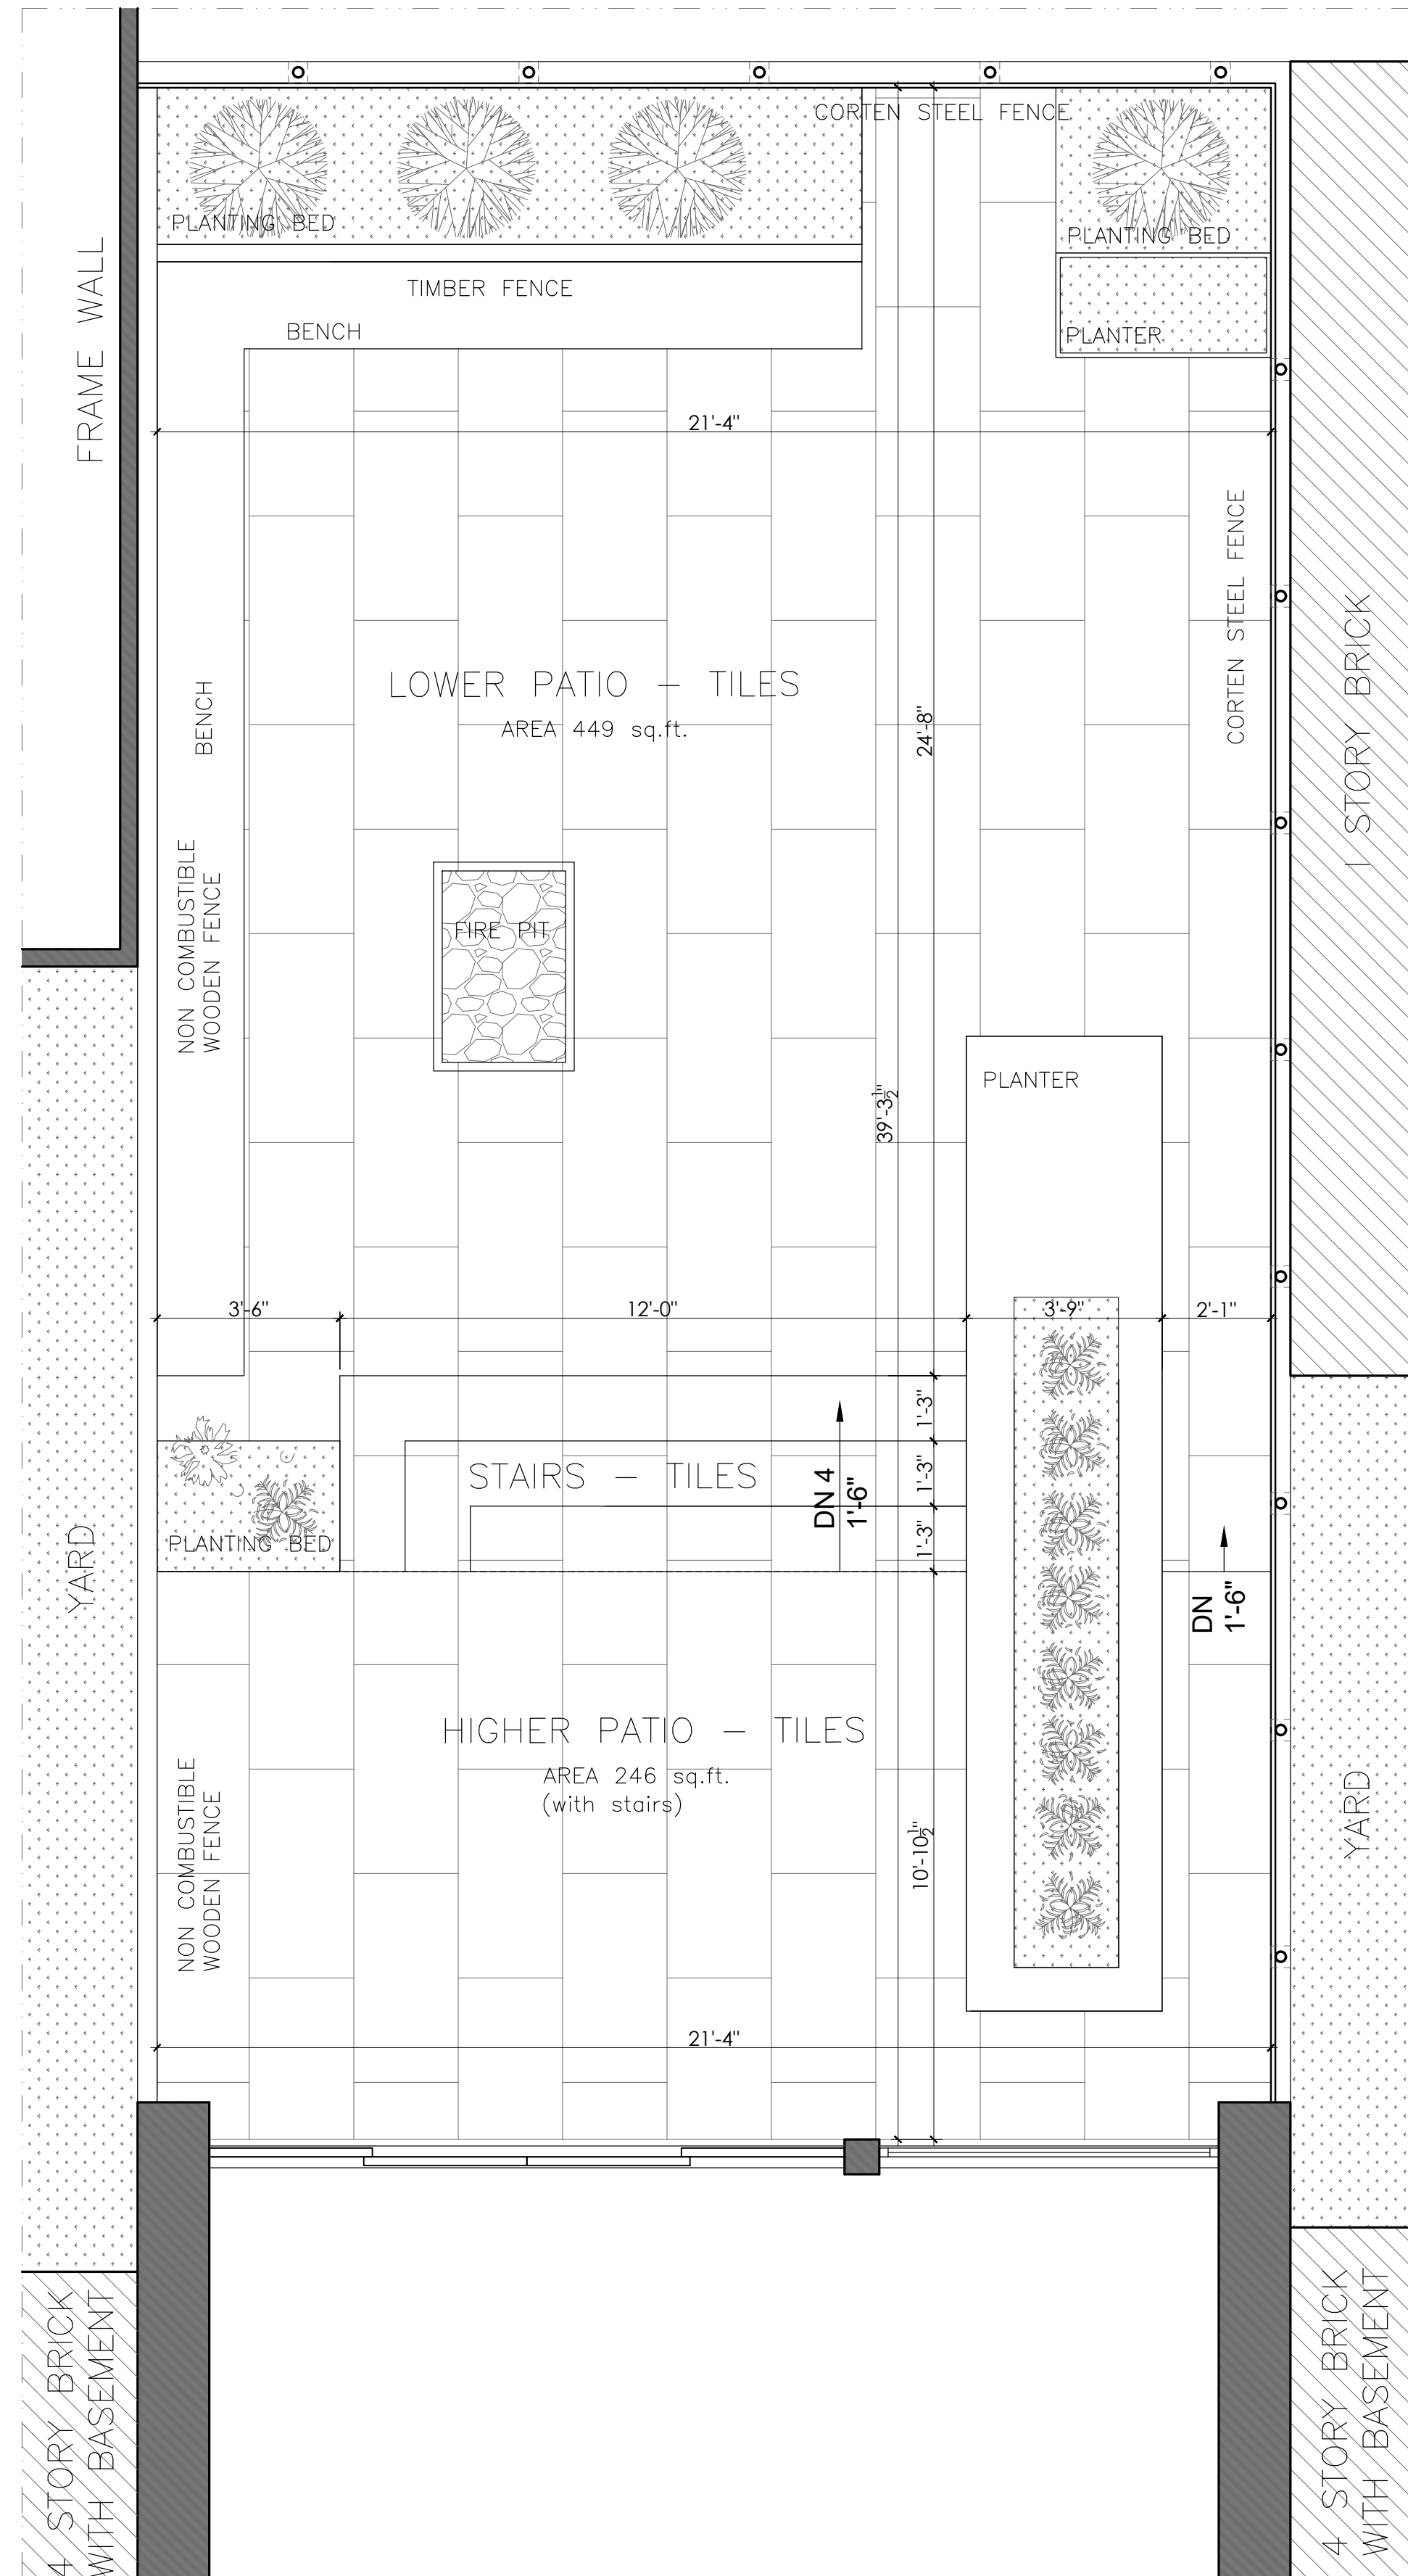 CORTEN STEEL FENCE
PLANTING BED
PLANTING BED
TIMBER FENCE
BENCH
PLANTER
FRAME WALL
21'-4"
CORTEN STEEL FENCE
1 STORY BRICK
LOWER PATIO - TILES
AREA 449 sq.ft.
BENCH
24'-8"
NON COMBUSTIBLE
WOODEN FENCE
FIRE PIT
PLANTER
39'-3 1/2"
3'-6"
12'-0"
3'-9"
2'-1"
1'-3"
STAIRS - TILES
1'-3"
DN 4
1'-6"
1'-3"
PLANTING BED
YARD
DN
1'-6"
HIGHER PATIO - TILES
AREA 246 sq.ft.
(with stairs)
NON COMBUSTIBLE
WOODEN FENCE
10'-10 1/2"
YARD
21'-4"
4 STORY BRICK
WITH BASEMENT
4 STORY BRICK
WITH BASEMENT